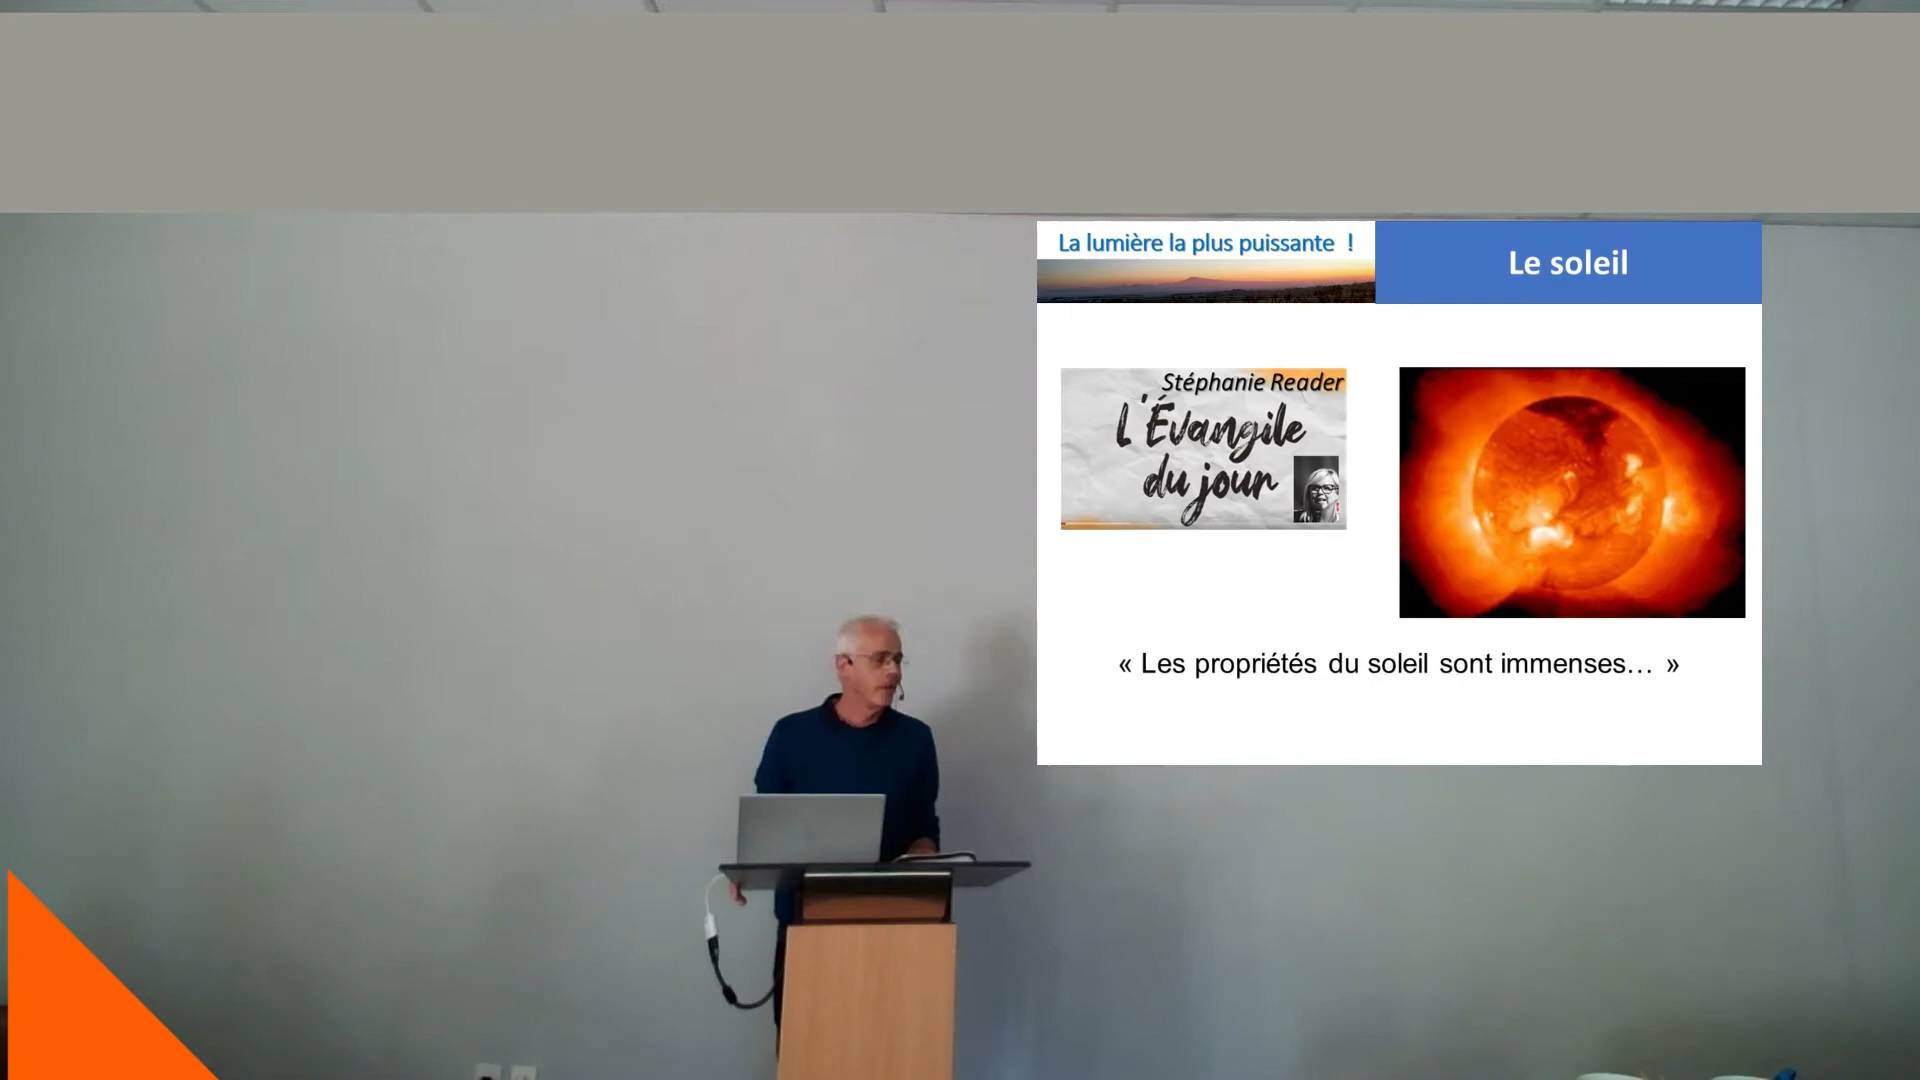 La lumière la plus puissante !
Le soleil
Stéphanie Reader
L'Évangile
du jour
« Les propriétés du soleil sont immenses… »